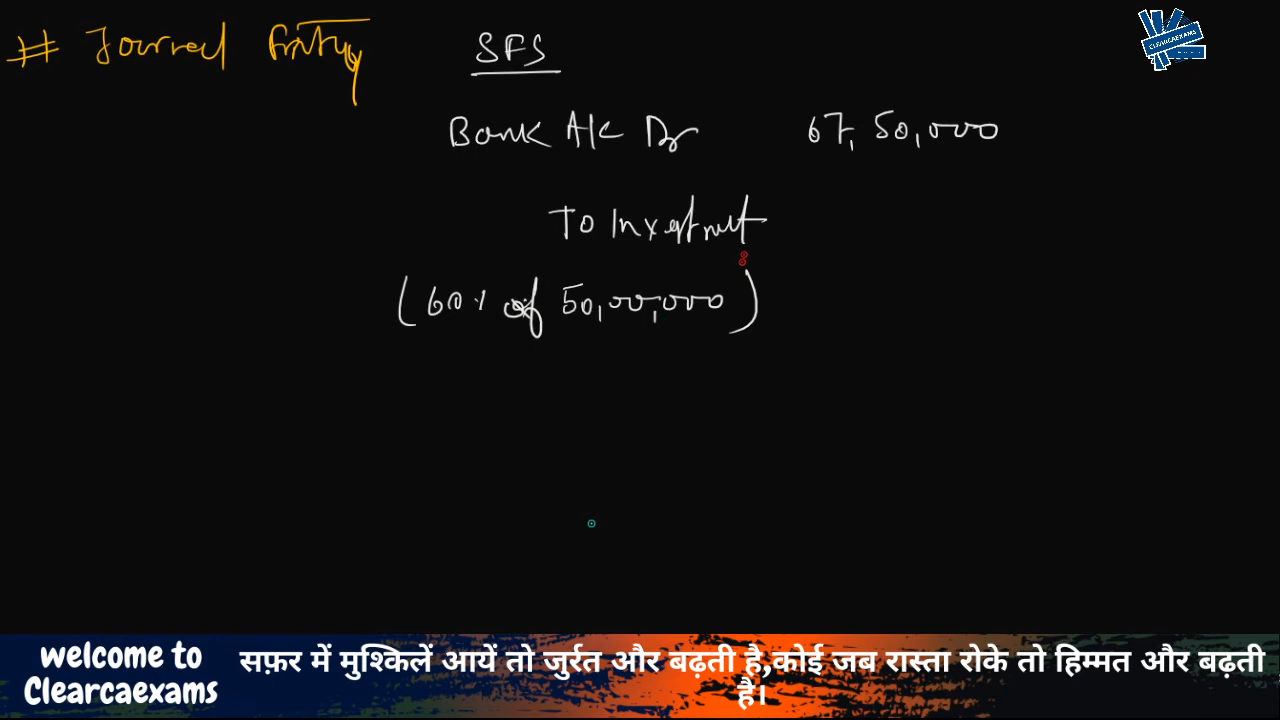 # Journal Entry
SFS
CLEARCAEXAMS
Bank A/c Dr 67,50,000
To Investment
(60% of 50,00,000)
welcome to
Clearcaexams
सफ़र में मुश्किलें आयें तो जुर्रत और बढ़ती है,कोई जब रास्ता रोके तो हिम्मत और बढ़ती
है।